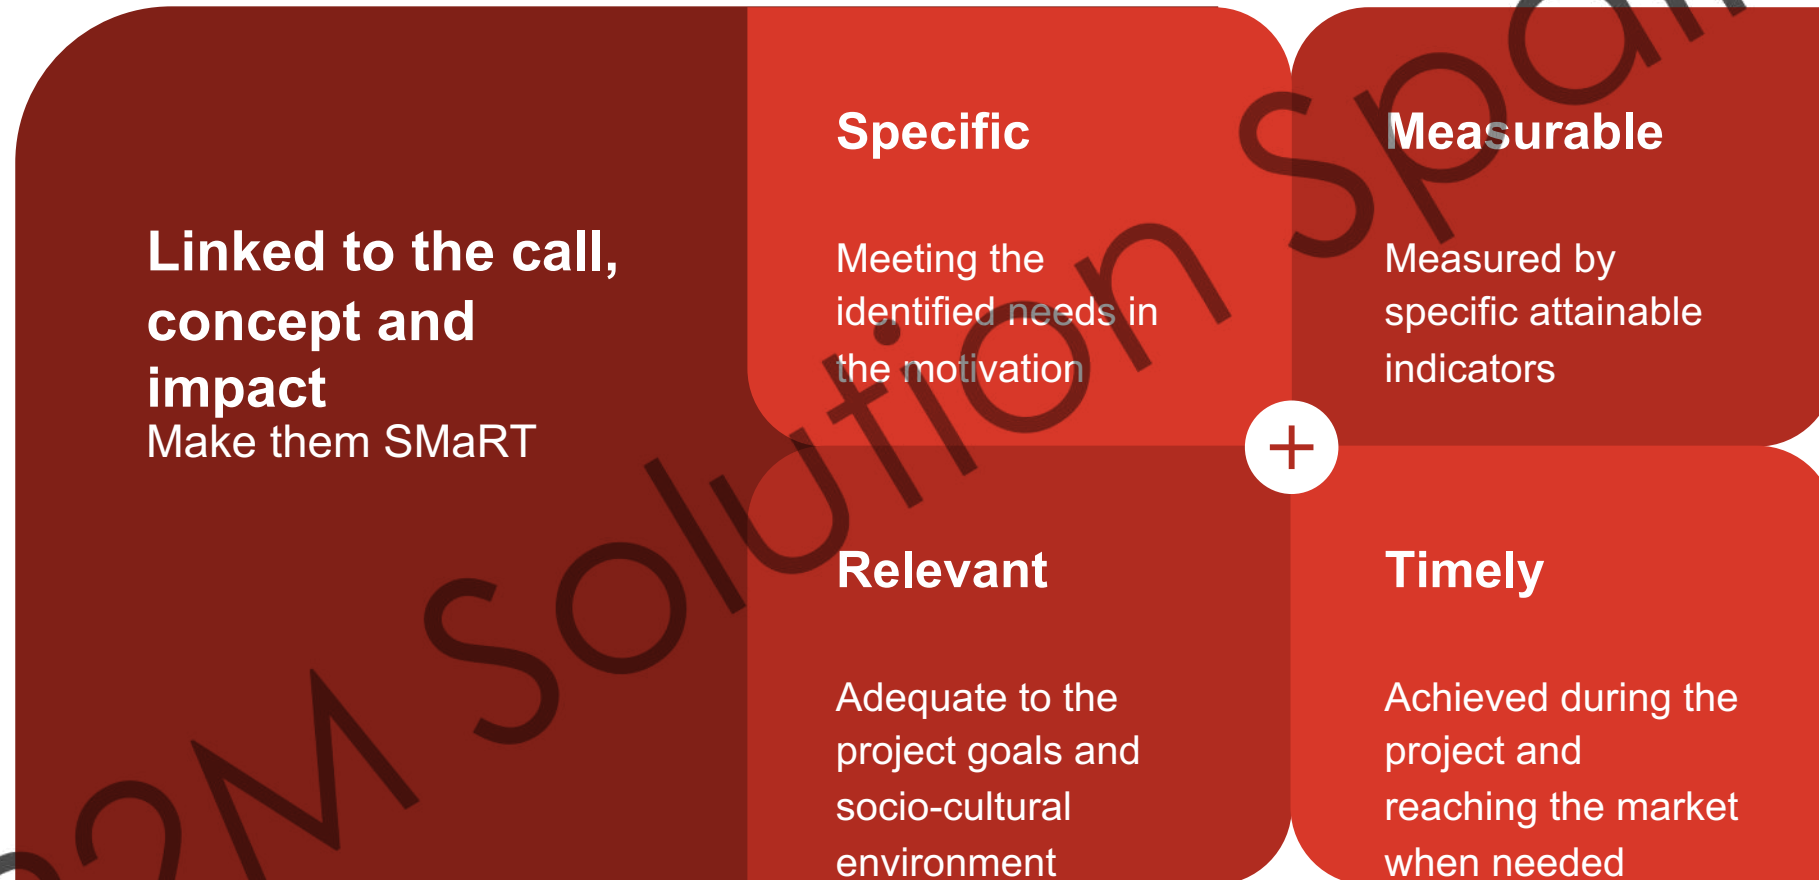 Linked to the call,
concept and
impact
Make them SMaRT
Specific
Meeting the
identified needs in
the motivation
Measurable
Measured by
specific attainable
indicators
+
Relevant
Adequate to the
project goals and
socio-cultural
environment
Timely
Achieved during the
project and
reaching the market
when needed
2M Solution